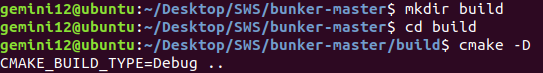 gemini12@ubuntu:~/Desktop/SWS/bunker-master$ mkdir build
gemini12@ubuntu:~/Desktop/SWS/bunker-master$ cd build
gemini12@ubuntu:~/Desktop/SWS/bunker-master/build$ cmake -D
CMAKE_BUILD_TYPE=Debug ..